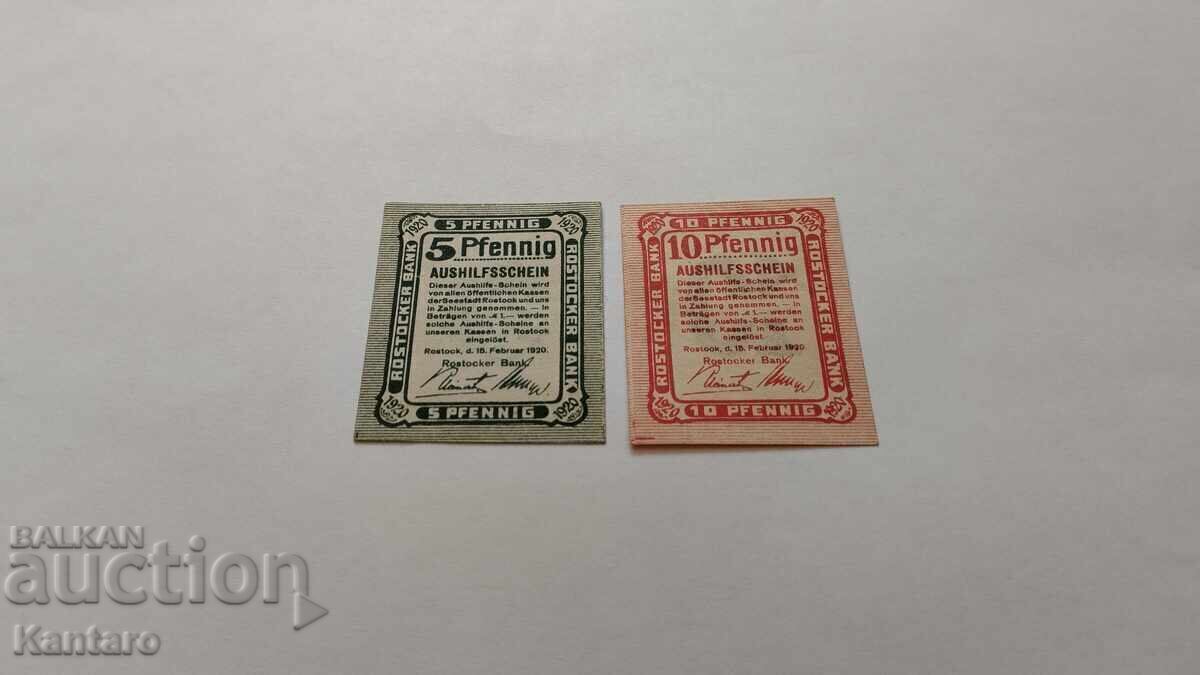 5 PFENNIG
1920
1920
ROSTOCKER BANK
ROSTOCKER BANK
5 Pfennig
AUSHILFSSCHEIN
Dieser Aushilfs-Schein wird
von allen öffentlichen Kassen
der Seestadt Rostock und uns
in Zahlung genommen. — in
Beträgen von ℳ 1.— werden
solche Aushilfs-Scheine an
unseren Kassen in Rostock
eingelöst.
Rostock, d. 15. Februar 1920.
Rostocker Bank
1920
1920
5 PFENNIG
10 PFENNIG
1920
1920
ROSTOCKER BANK
ROSTOCKER BANK
10 Pfennig
AUSHILFSSCHEIN
Dieser Aushilfs-Schein wird
von allen öffentlichen Kassen
der Seestadt Rostock und uns
in Zahlung genommen. — in
Beträgen von ℳ 1.— werden
solche Aushilfs-Scheine an
unseren Kassen in Rostock
eingelöst.
Rostock, d. 15. Februar 1920.
Rostocker Bank
1920
1920
10 PFENNIG
BALKAN
auction
Kantaro